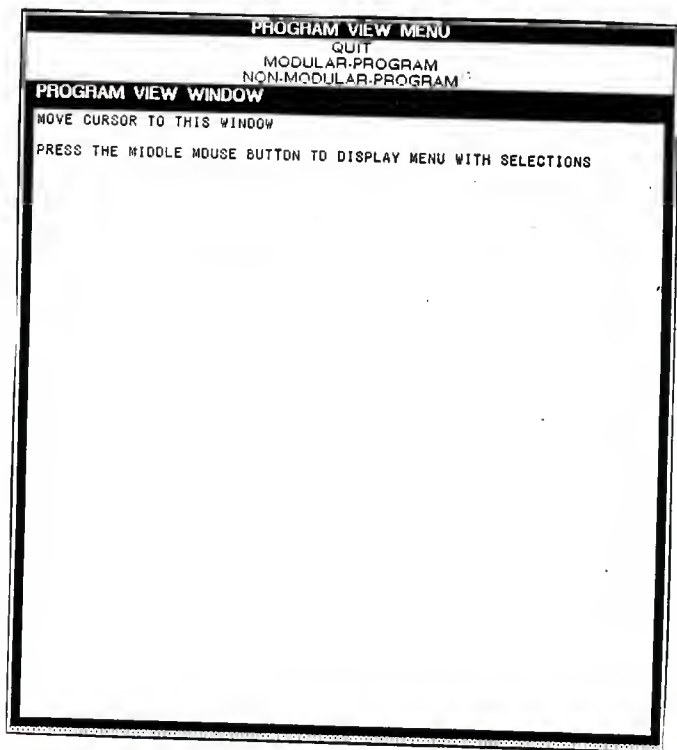 PROGRAM VIEW MENU
QUIT
MODULAR-PROGRAM
NON-MODULAR-PROGRAM
PROGRAM VIEW WINDOW
MOVE CURSOR TO THIS WINDOW
PRESS THE MIDDLE MOUSE BUTTON TO DISPLAY MENU WITH SELECTIONS